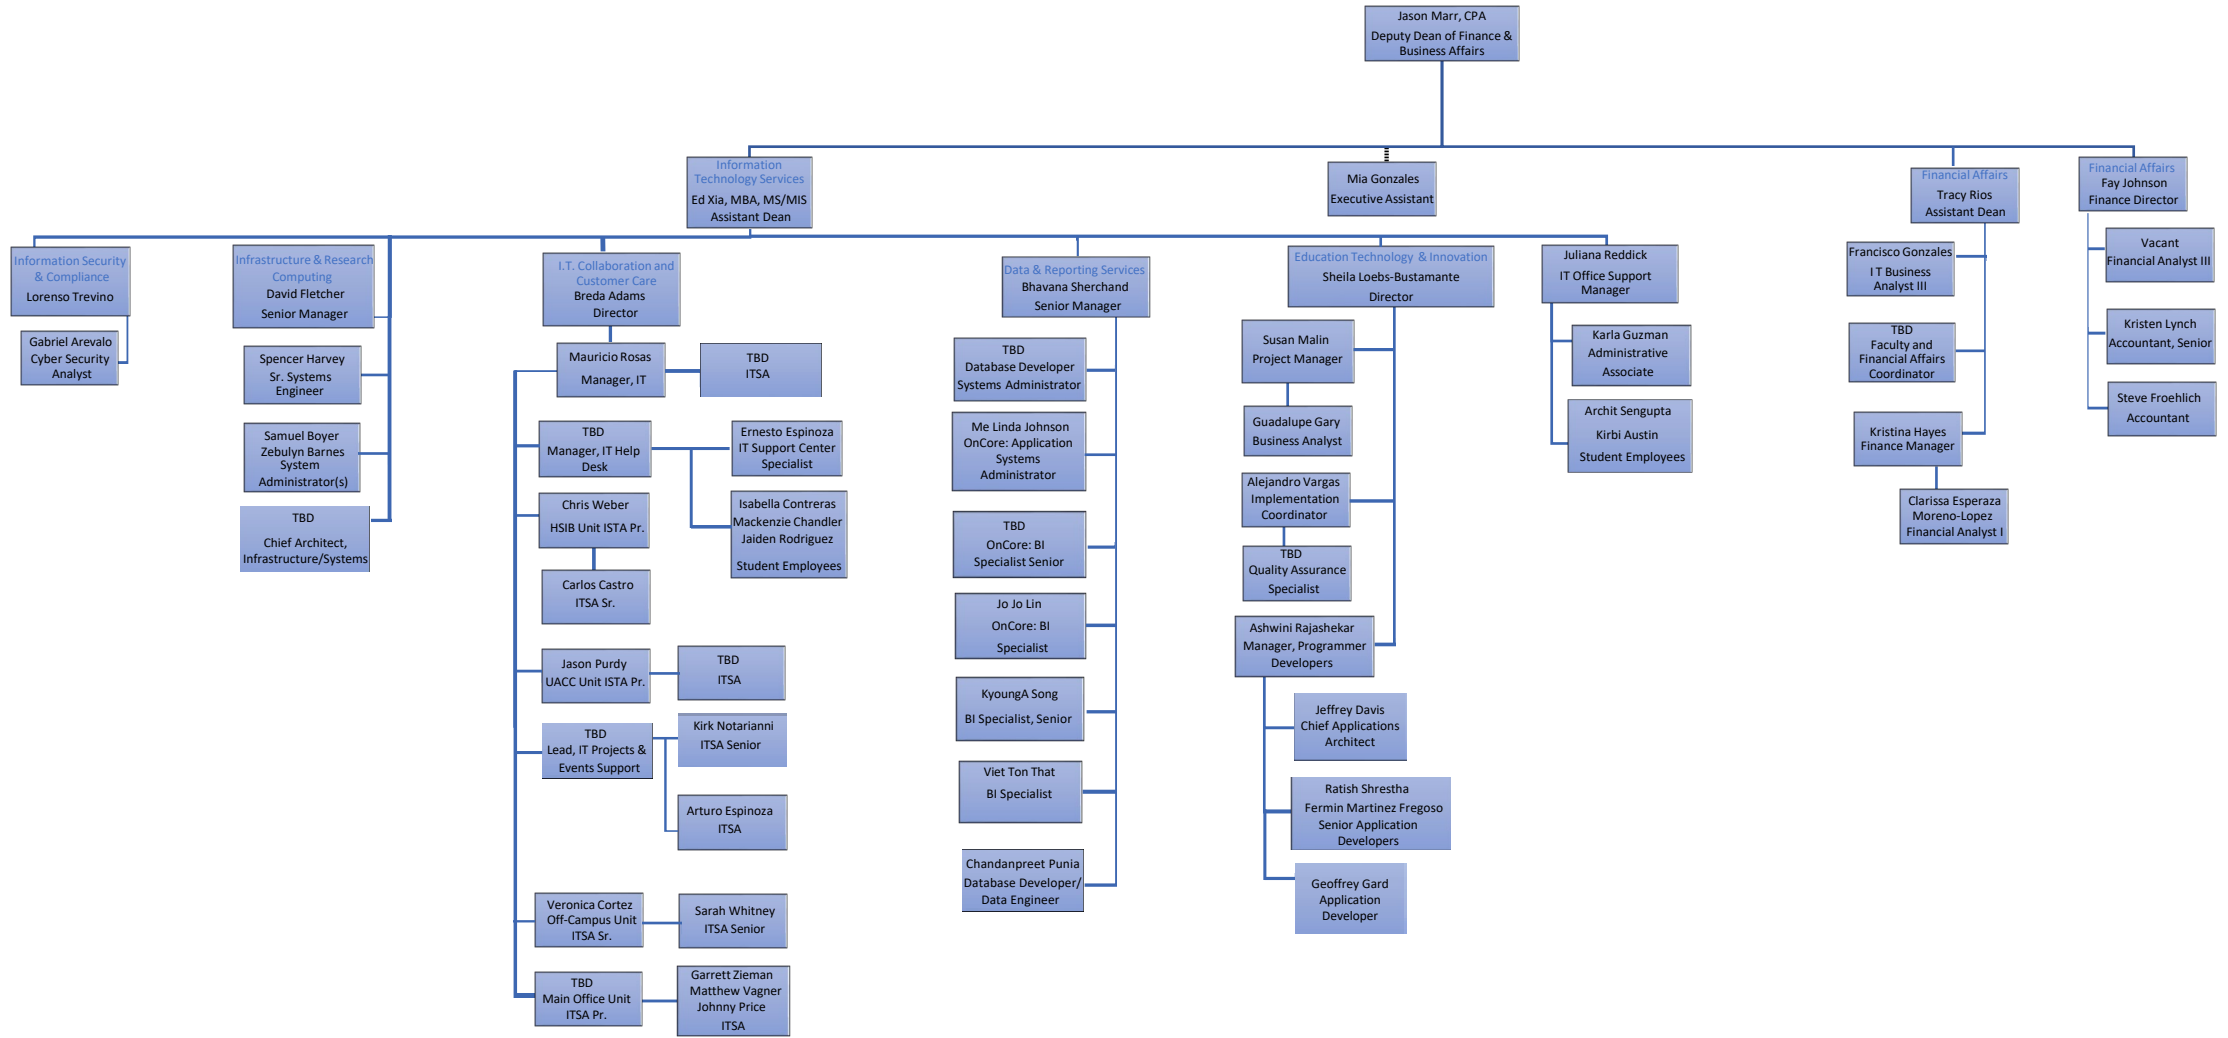 Jason Marr, CPA
Deputy Dean of Finance &
Business Affairs
Information
Technology Services
Ed Xia, MBA, MS/MIS
Assistant Dean
Mia Gonzales
Executive Assistant
Financial Affairs
Tracy Rios
Assistant Dean
Financial Affairs
Fay Johnson
Finance Director
Information Security
& Compliance
Lorenso Trevino
Gabriel Arevalo
Cyber Security
Analyst
Infrastructure & Research
Computing
David Fletcher
Senior Manager
Spencer Harvey
Sr. Systems
Engineer
Samuel Boyer
Zebulyn Barnes
System
Administrator(s)
TBD
Chief Architect,
Infrastructure/Systems
I.T. Collaboration and
Customer Care
Breda Adams
Director
Mauricio Rosas
Manager, IT
TBD
ITSA
TBD
Manager, IT Help
Desk
Ernesto Espinoza
IT Support Center
Specialist
Isabella Contreras
Mackenzie Chandler
Jaiden Rodriguez
Student Employees
Chris Weber
HSIB Unit ISTA Pr.
Carlos Castro
ITSA Sr.
Jason Purdy
UACC Unit ISTA Pr.
TBD
ITSA
TBD
Lead, IT Projects &
Events Support
Kirk Notarianni
ITSA Senior
Arturo Espinoza
ITSA
Veronica Cortez
Off-Campus Unit
ITSA Sr.
Sarah Whitney
ITSA Senior
TBD
Main Office Unit
ITSA Pr.
Garrett Zieman
Matthew Vagner
Johnny Price
ITSA
Data & Reporting Services
Bhavana Sherchand
Senior Manager
TBD
Database Developer
Systems Administrator
Me Linda Johnson
OnCore: Application
Systems
Administrator
TBD
OnCore: BI
Specialist Senior
Jo Jo Lin
OnCore: BI
Specialist
KyoungA Song
BI Specialist, Senior
Viet Ton That
BI Specialist
Chandanpreet Punia
Database Developer/
Data Engineer
Education Technology & Innovation
Sheila Loebs-Bustamante
Director
Susan Malin
Project Manager
Guadalupe Gary
Business Analyst
Alejandro Vargas
Implementation
Coordinator
TBD
Quality Assurance
Specialist
Ashwini Rajashekar
Manager, Programmer
Developers
Jeffrey Davis
Chief Applications
Architect
Ratish Shrestha
Fermin Martinez Fregoso
Senior Application
Developers
Geoffrey Gard
Application
Developer
Juliana Reddick
IT Office Support
Manager
Karla Guzman
Administrative
Associate
Archit Sengupta
Kirbi Austin
Student Employees
Francisco Gonzales
I T Business
Analyst III
TBD
Faculty and
Financial Affairs
Coordinator
Kristina Hayes
Finance Manager
Clarissa Esperaza
Moreno-Lopez
Financial Analyst I
Vacant
Financial Analyst III
Kristen Lynch
Accountant, Senior
Steve Froehlich
Accountant